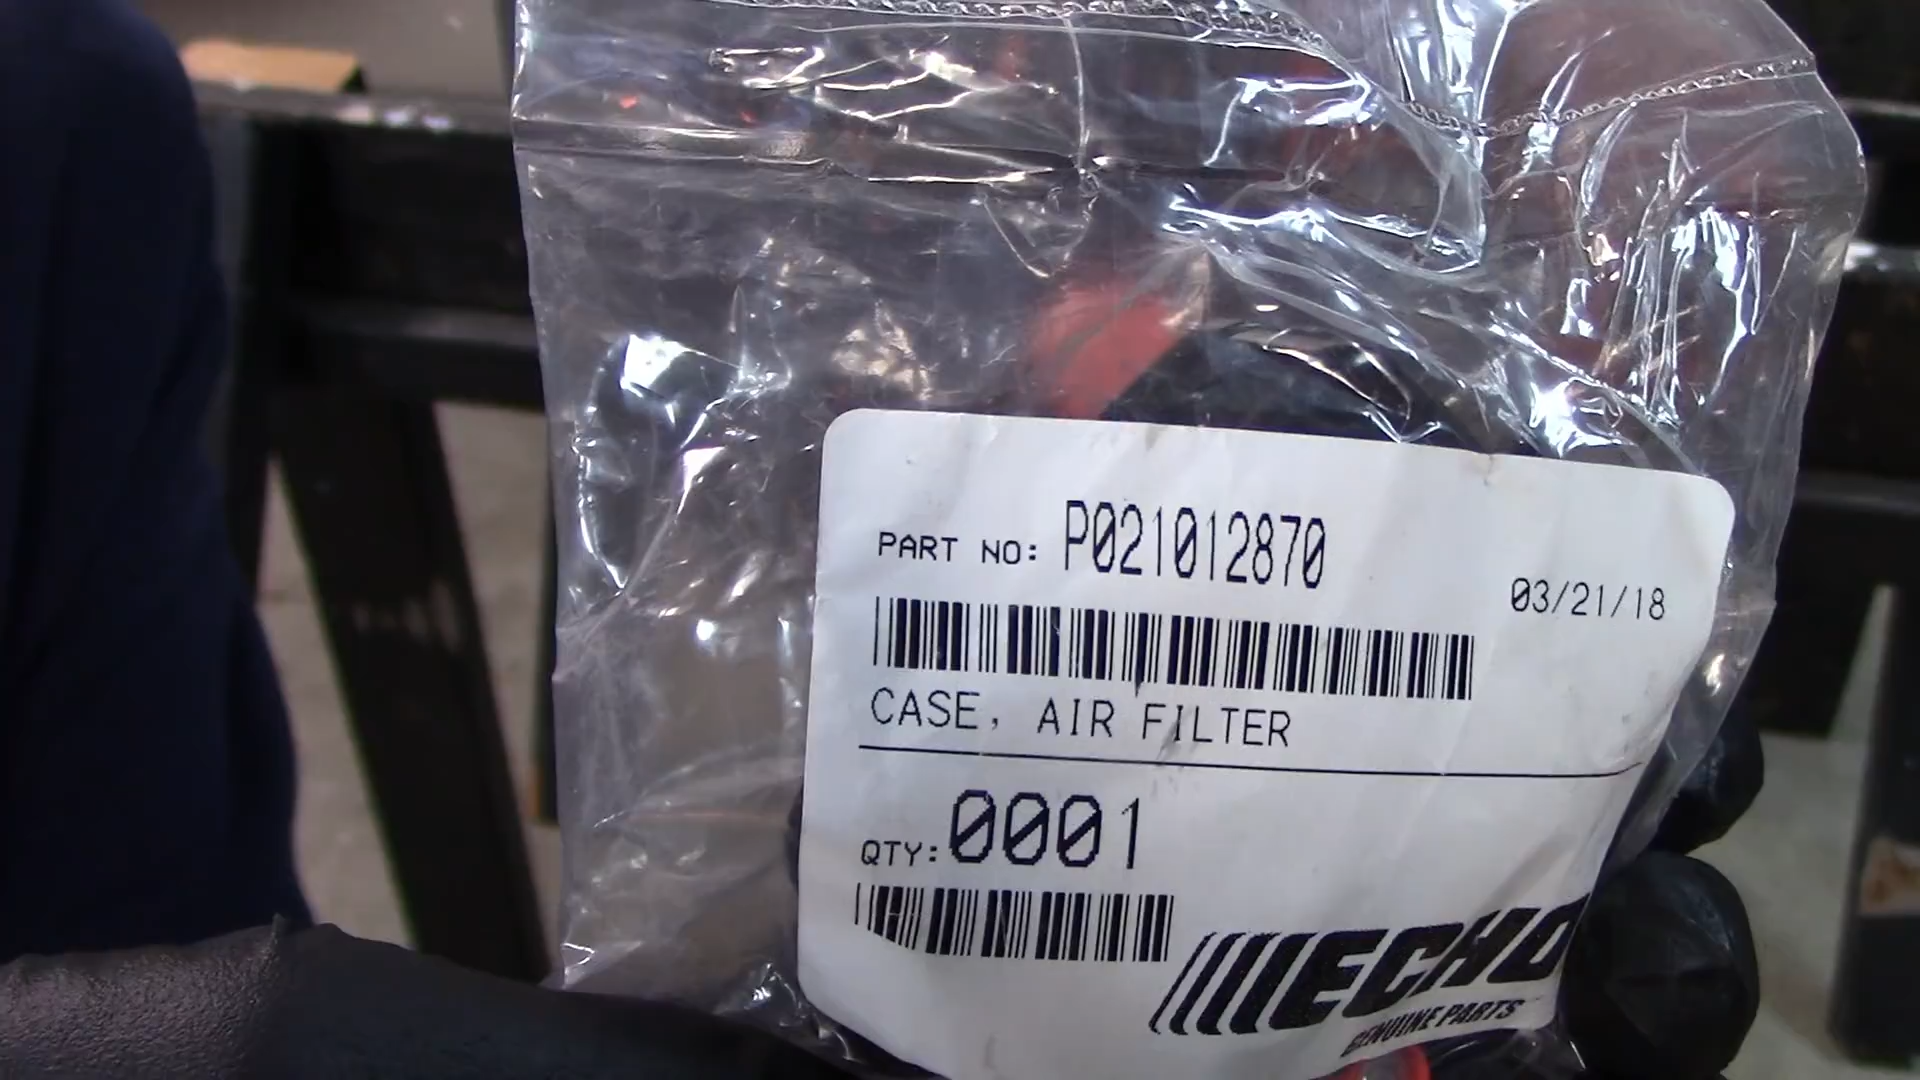 PART NO: P021012870
03/21/18
CASE, AIR FILTER
QTY: 0001
ECHO
GENUINE PARTS